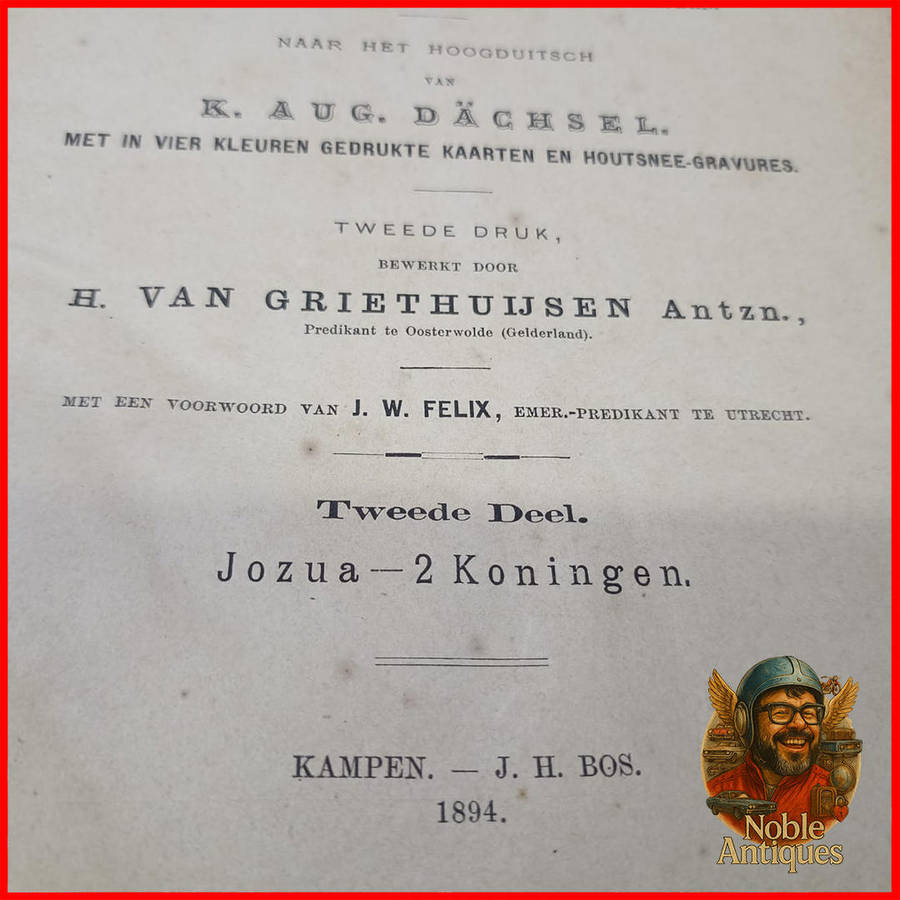 NAAR HET HOOGDUITSCH
VAN
K. AUG. DÄCHSEL.
MET IN VIER KLEUREN GEDRUKTE KAARTEN EN HOUTSNEE-GRAVURES.
TWEEDE DRUK,
BEWERKT DOOR
H. VAN GRIETHUIJSEN Antzn.,
Predikant te Oosterwolde (Gelderland).
MET EEN VOORWOORD VAN J. W. FELIX, EMER.-PREDIKANT TE UTRECHT.
Tweede Deel.
Jozua—2 Koningen.
KAMPEN. — J. H. BOS.
1894.
Noble
Antiques